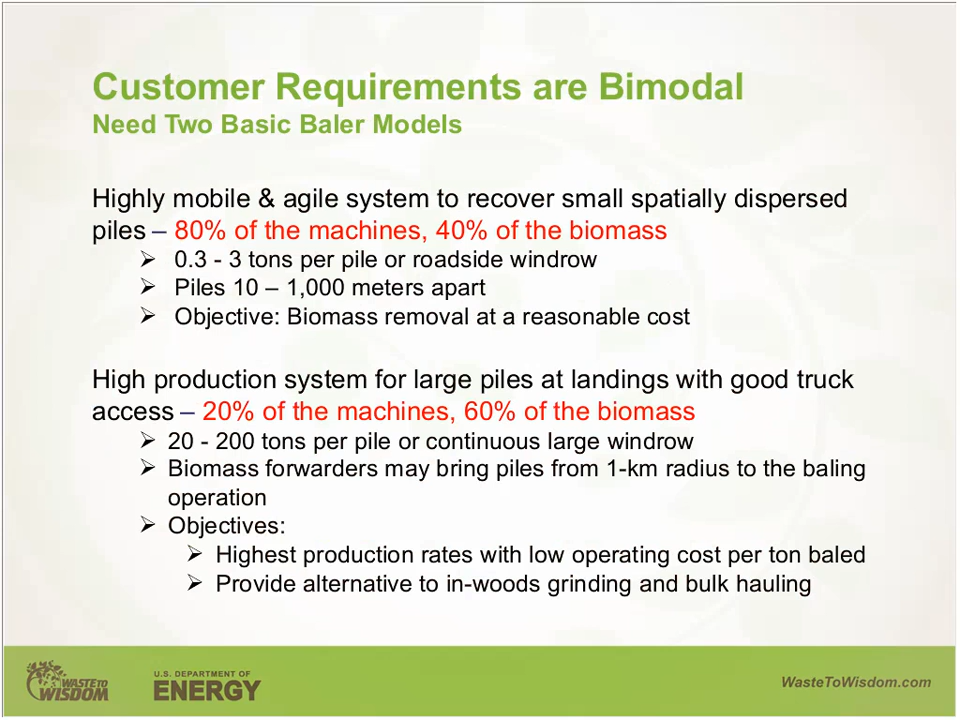 Customer Requirements are Bimodal
Need Two Basic Baler Models
Highly mobile & agile system to recover small spatially dispersed
piles – 80% of the machines, 40% of the biomass
➢ 0.3 - 3 tons per pile or roadside windrow
➢ Piles 10 – 1,000 meters apart
➢ Objective: Biomass removal at a reasonable cost
High production system for large piles at landings with good truck
access – 20% of the machines, 60% of the biomass
➢ 20 - 200 tons per pile or continuous large windrow
➢ Biomass forwarders may bring piles from 1-km radius to the baling
operation
➢ Objectives:
➢ Highest production rates with low operating cost per ton baled
➢ Provide alternative to in-woods grinding and bulk hauling
WASTE TO
WISDOM
U.S. DEPARTMENT OF
ENERGY
WasteToWisdom.com